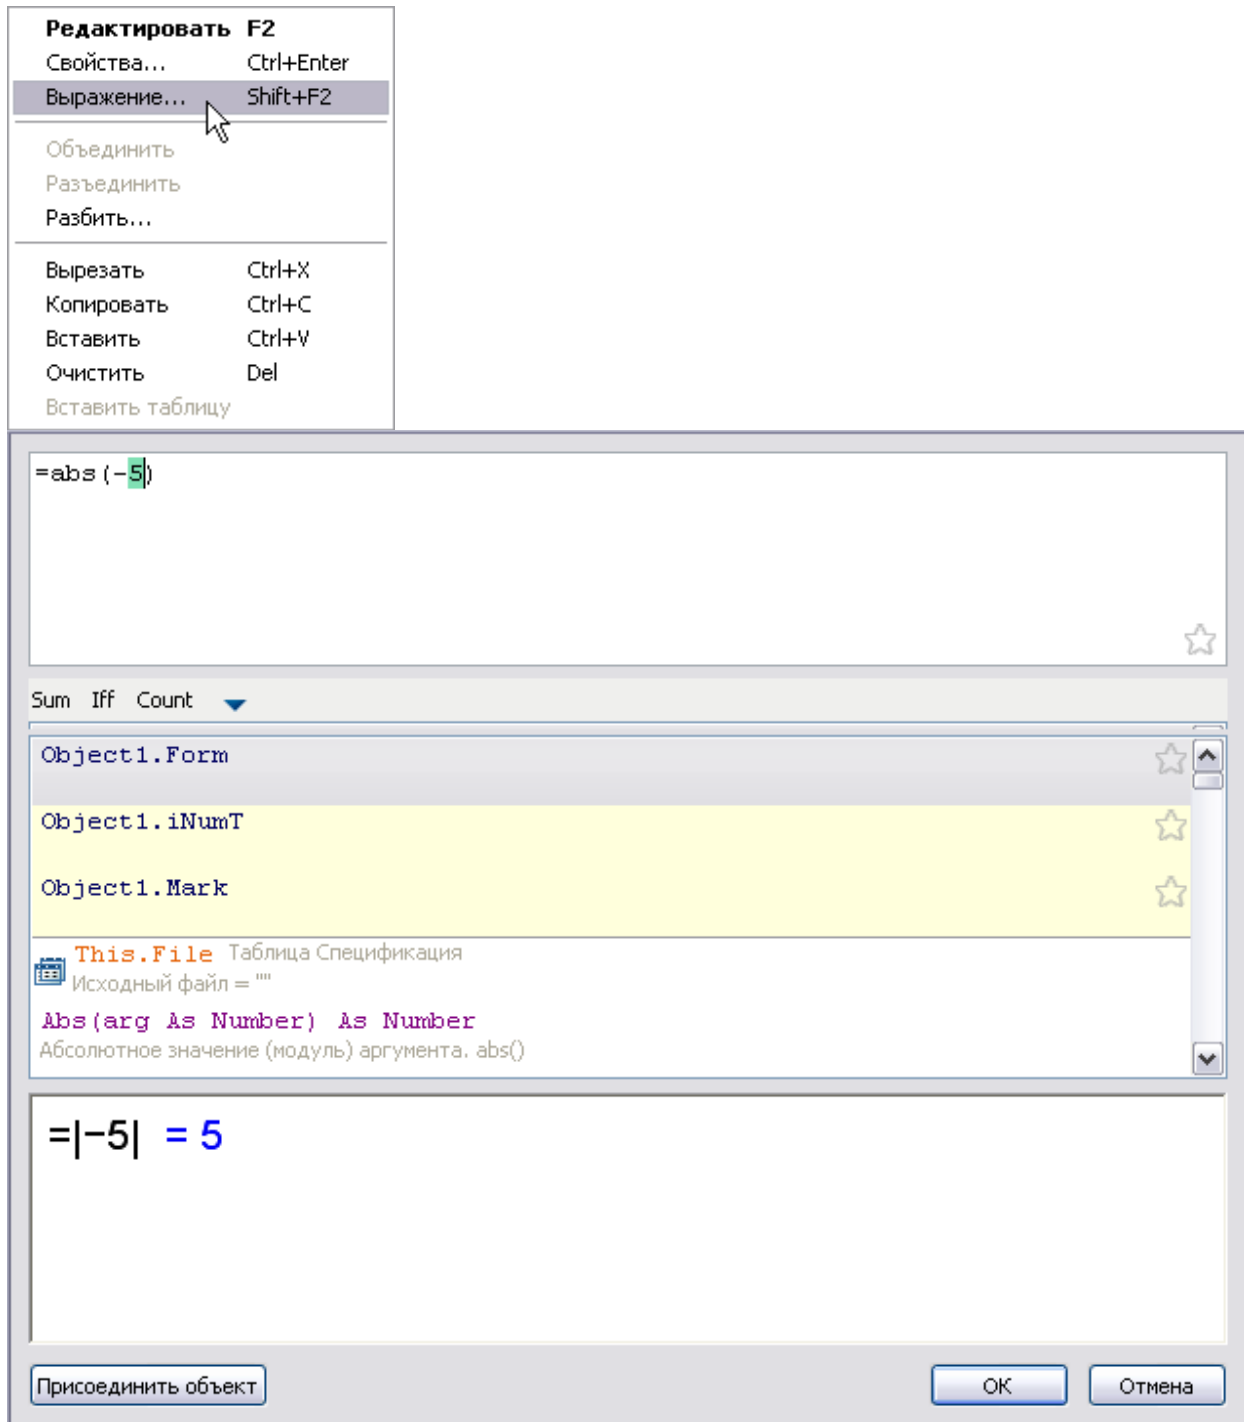 Редактировать F2
Свойства... Ctrl+Enter
Выражение... Shift+F2
Объединить
Разъединить
Разбить...
Вырезать Ctrl+X
Копировать Ctrl+C
Вставить Ctrl+V
Очистить Del
Вставить таблицу
=abs(-5)
Sum Iff Count
Object1.Form
Object1.iNumT
Object1.Mark
This.File Таблица Спецификация
Исходный файл = ""
Abs(arg As Number) As Number
Абсолютное значение (модуль) аргумента. abs()
=|−5| = 5
Присоединить объект ОК Отмена